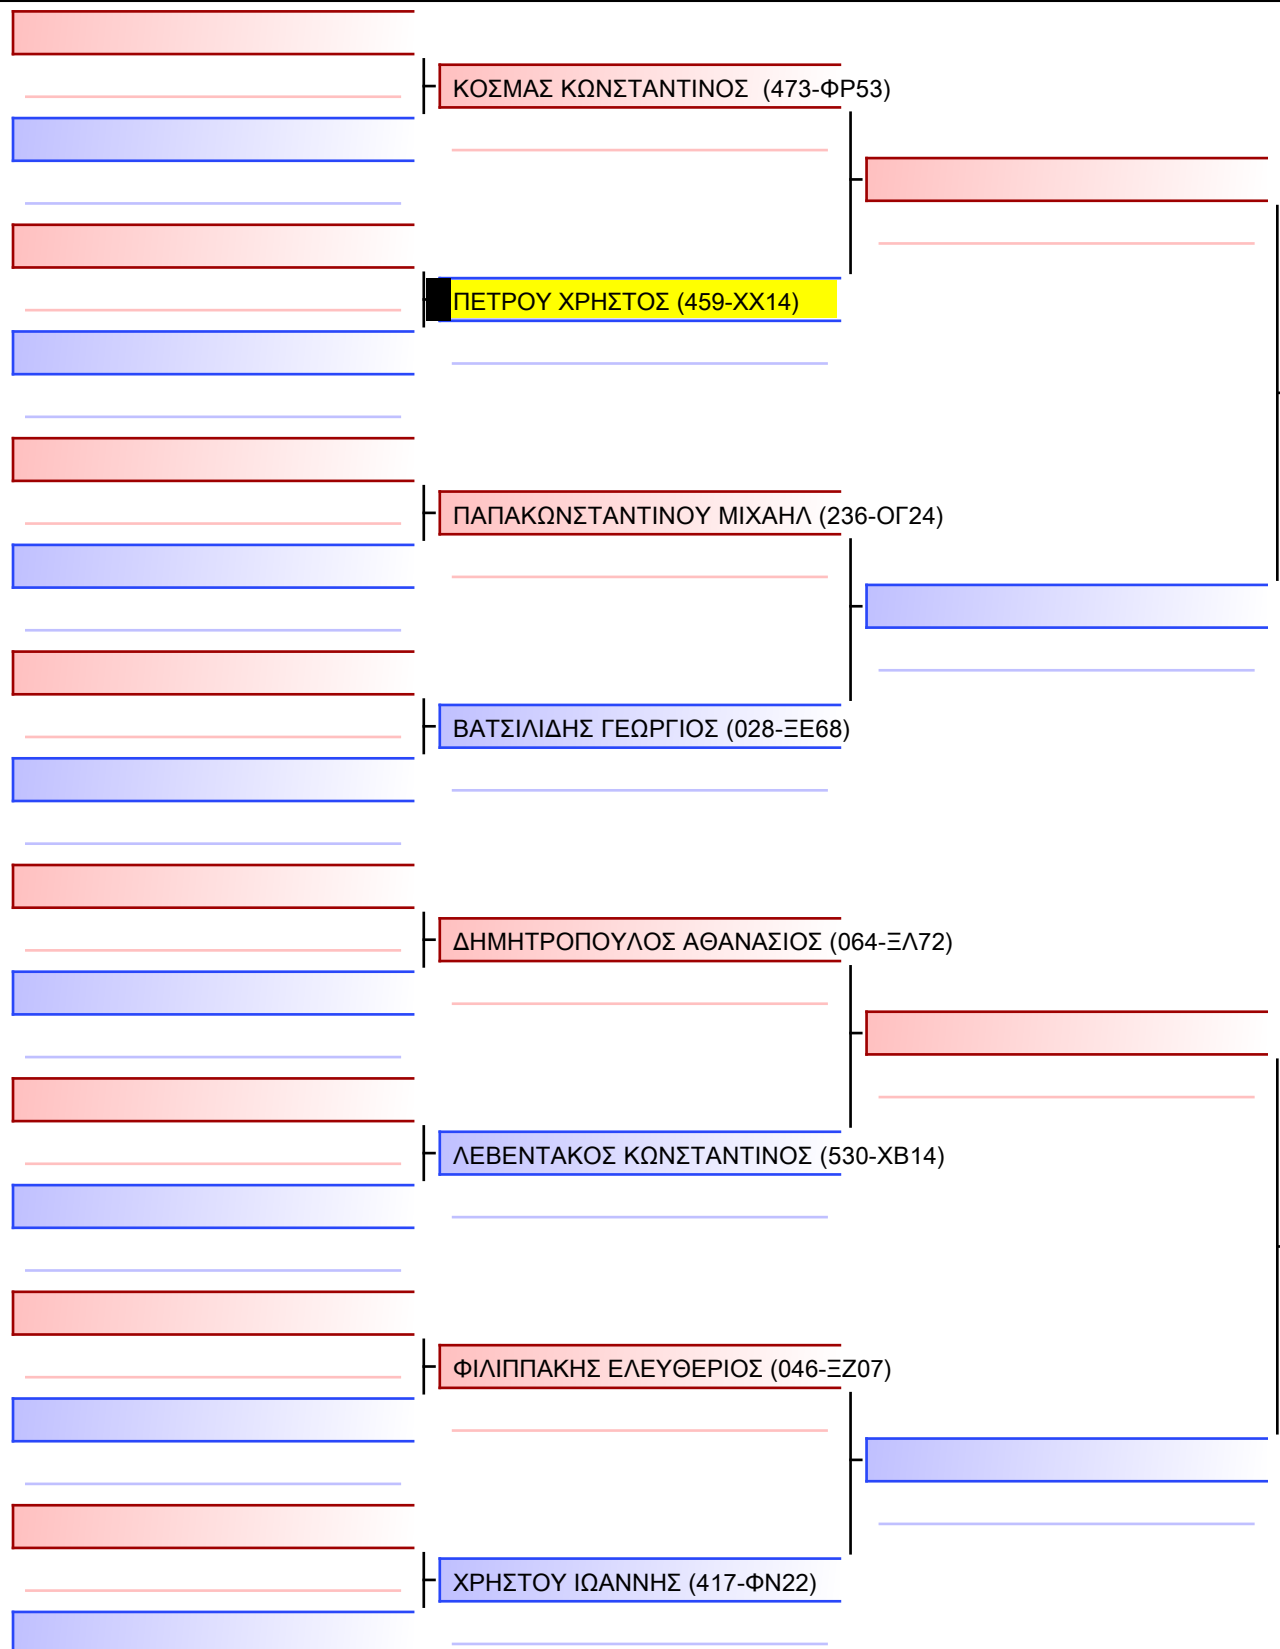 ΚΟΣΜΑΣ ΚΩΝΣΤΑΝΤΙΝΟΣ (473-ΦΡ53)
ΠΕΤΡΟΥ ΧΡΗΣΤΟΣ (459-ΧΧ14)
ΠΑΠΑΚΩΝΣΤΑΝΤΙΝΟΥ ΜΙΧΑΗΛ (236-ΟΓ24)
ΒΑΤΣΙΛΙΔΗΣ ΓΕΩΡΓΙΟΣ (028-ΞΕ68)
ΔΗΜΗΤΡΟΠΟΥΛΟΣ ΑΘΑΝΑΣΙΟΣ (064-ΞΛ72)
ΛΕΒΕΝΤΑΚΟΣ ΚΩΝΣΤΑΝΤΙΝΟΣ (530-ΧΒ14)
ΦΙΛΙΠΠΑΚΗΣ ΕΛΕΥΘΕΡΙΟΣ (046-ΞΖ07)
ΧΡΗΣΤΟΥ ΙΩΑΝΝΗΣ (417-ΦΝ22)